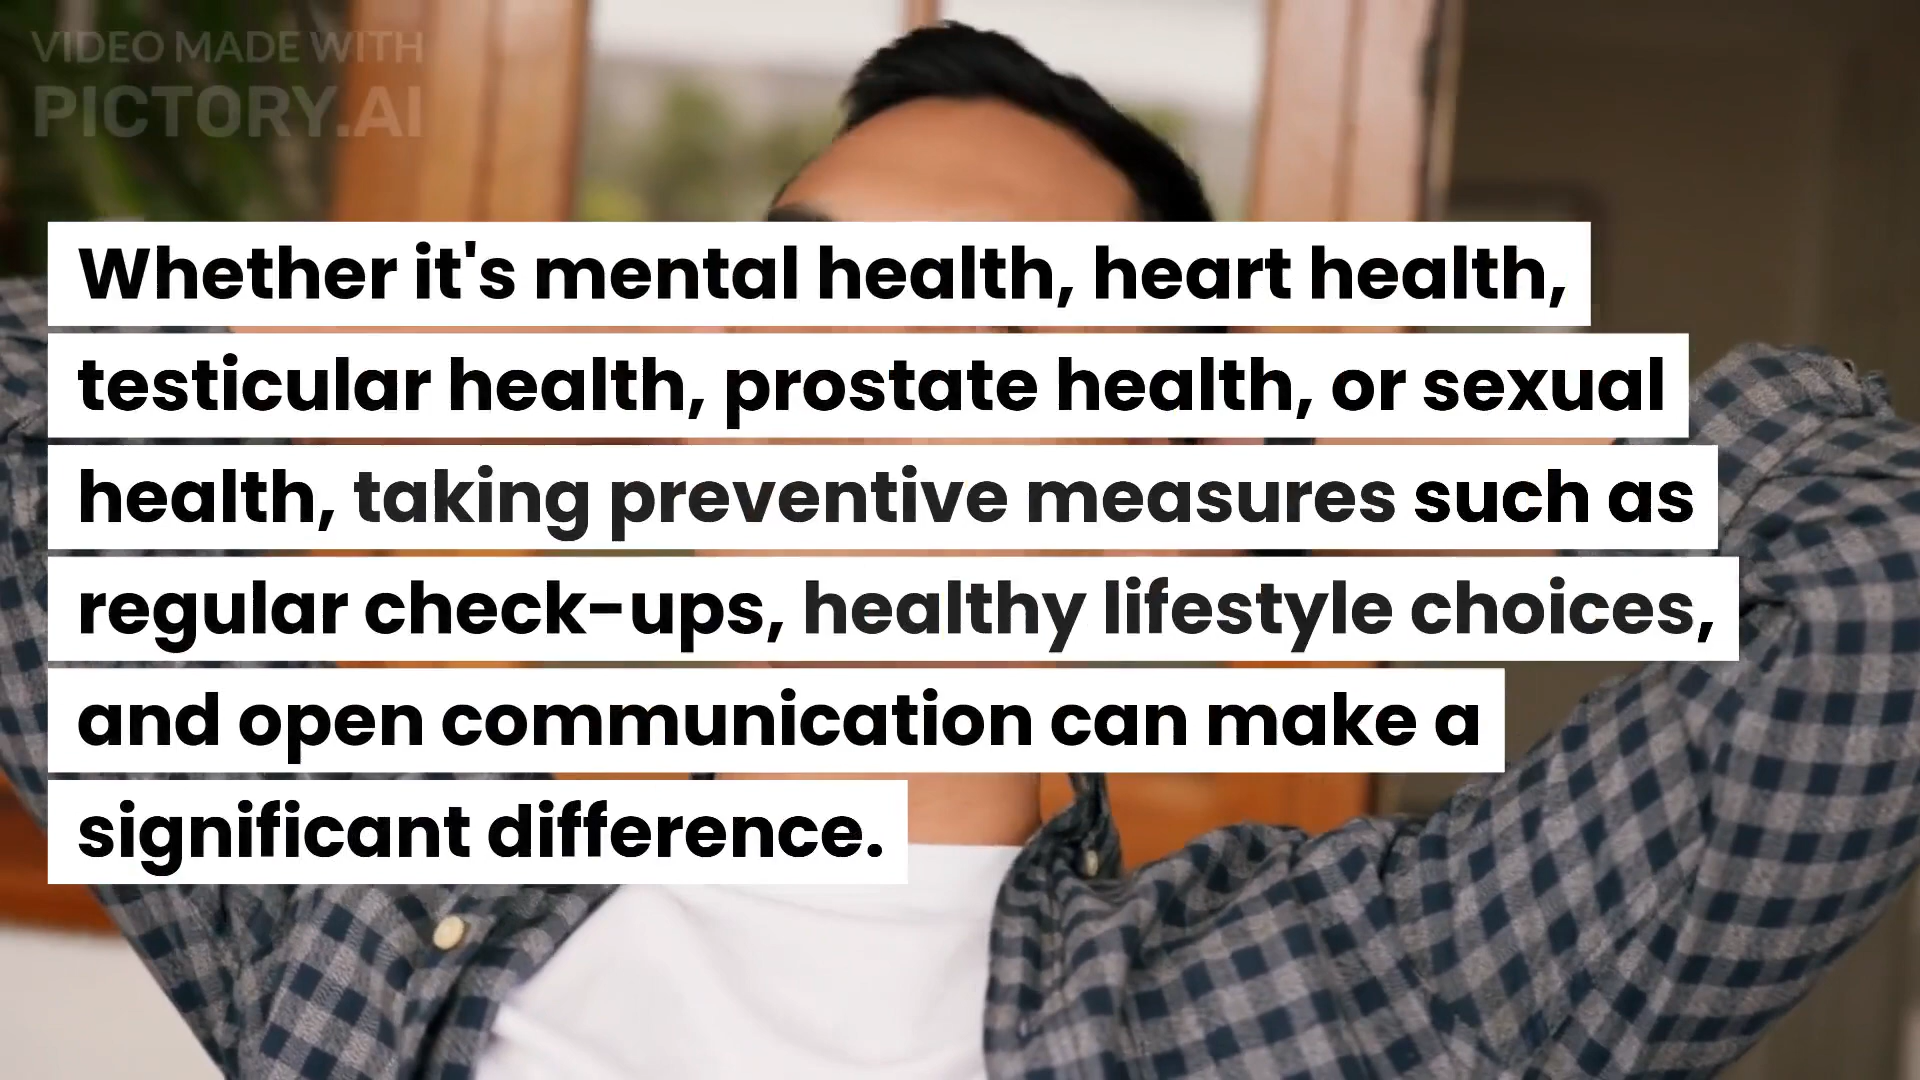 VIDEO MADE WITH
PICTORY.AI
Whether it's mental health, heart health,
testicular health, prostate health, or sexual
health, taking preventive measures such as
regular check-ups, healthy lifestyle choices,
and open communication can make a
significant difference.